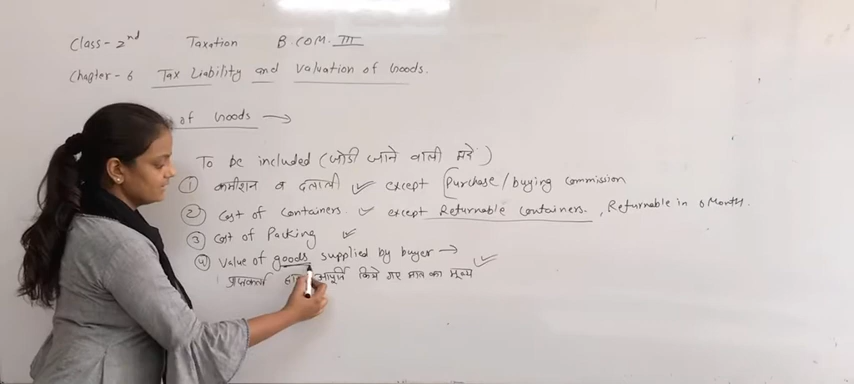 Class- 2nd Taxation B.COM. III
Chapter-6 Tax Liability and Valuation of Goods.
of Goods →
To be included (जोडी जाने वाली मदें)
① कमीशन व दलाली ✓ except (Purchase/buying commission
② Cost of Containers. ✓ except Returnable Containers., Returnable in 6 Month.
③ Cost of Packing ✓
④ Value of goods supplied by buyer →
आपूर्ति किये गए माल का मूल्य ✓